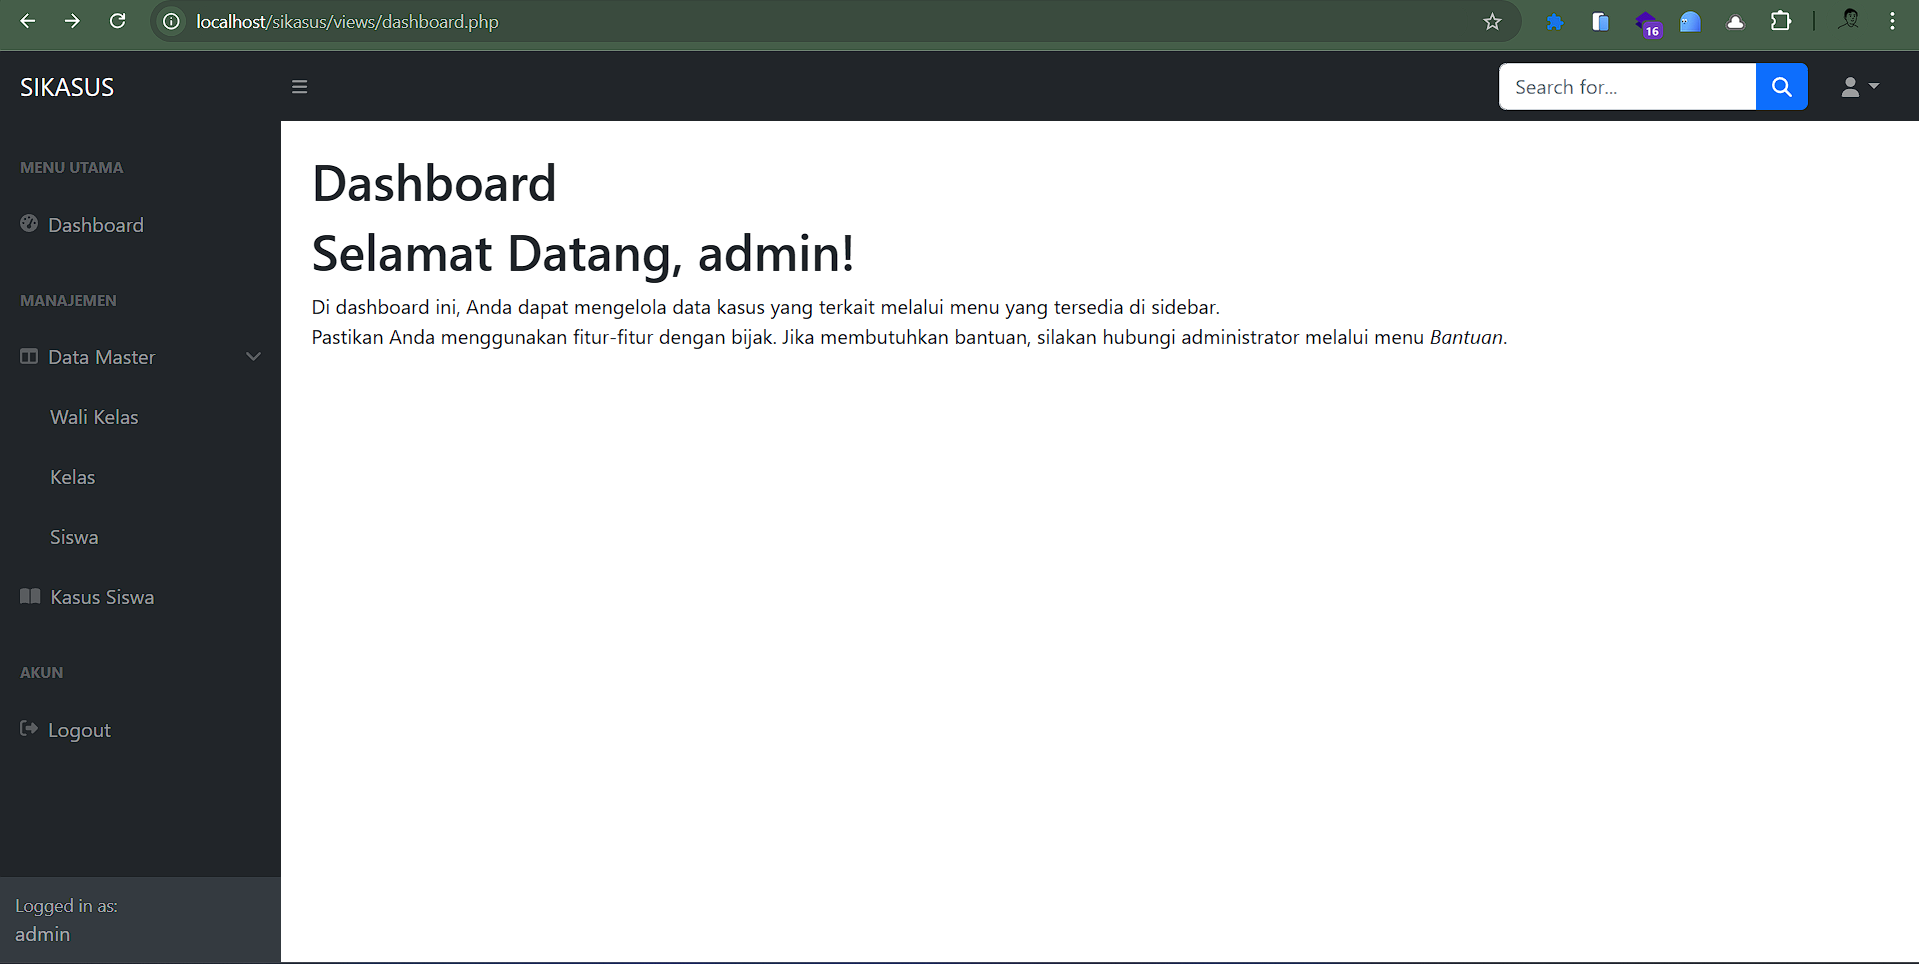 localhost/sikasus/views/dashboard.php
16
SIKASUS
Search for...
MENU UTAMA
Dashboard
MANAJEMEN
Data Master
Wali Kelas
Kelas
Siswa
Kasus Siswa
AKUN
Logout
Logged in as:
admin
Dashboard
Selamat Datang, admin!
Di dashboard ini, Anda dapat mengelola data kasus yang terkait melalui menu yang tersedia di sidebar.
Pastikan Anda menggunakan fitur-fitur dengan bijak. Jika membutuhkan bantuan, silakan hubungi administrator melalui menu Bantuan.